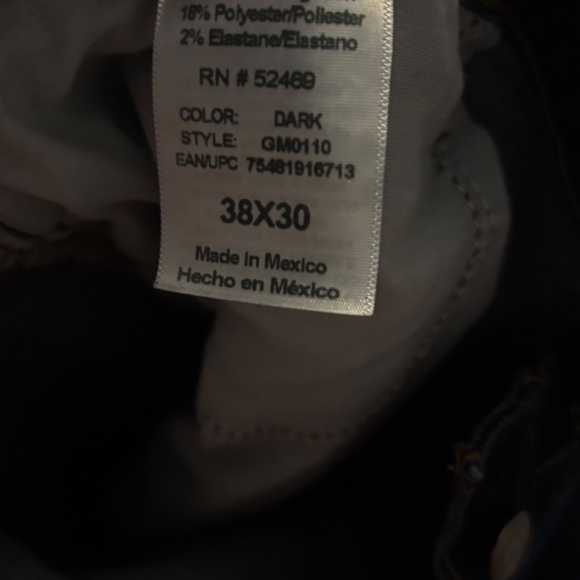 18% Polyester/Poliester
2% Elastane/Elastano
RN # 52469
COLOR: DARK
STYLE: GM0110
EAN/UPC 75481916713
38X30
Made in Mexico
Hecho en México